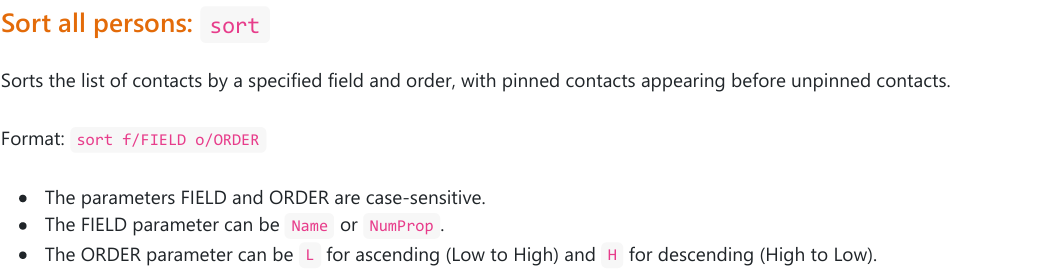 Sort all persons: sort
Sorts the list of contacts by a specified field and order, with pinned contacts appearing before unpinned contacts.
Format: sort f/FIELD o/ORDER
● The parameters FIELD and ORDER are case-sensitive.
● The FIELD parameter can be Name or NumProp.
● The ORDER parameter can be L for ascending (Low to High) and H for descending (High to Low).